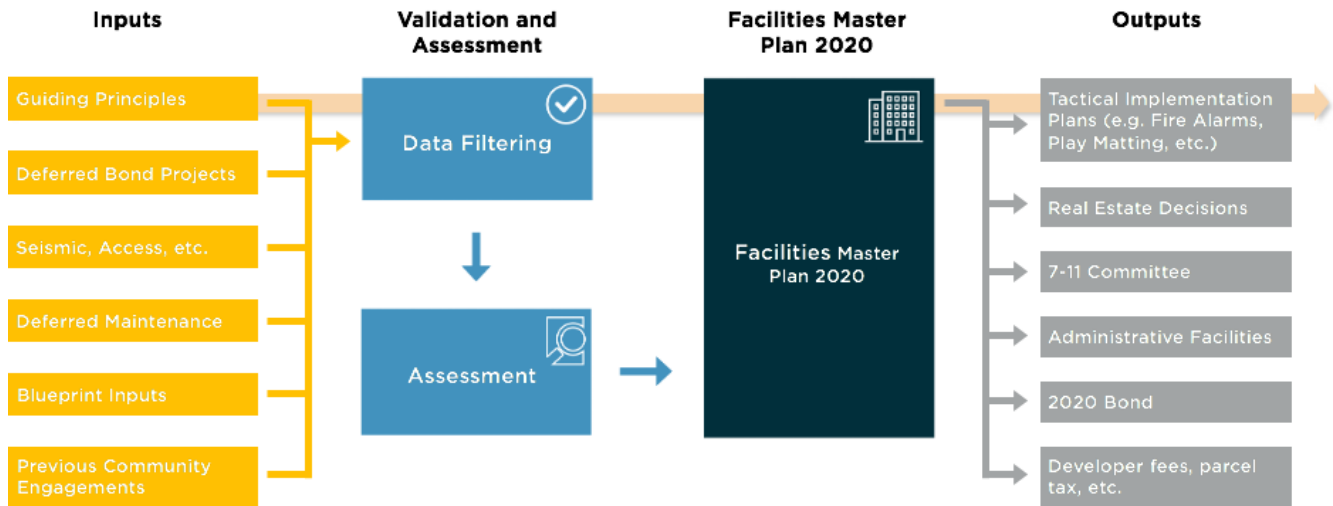 Inputs
Guiding Principles
Deferred Bond Projects
Seismic, Access, etc.
Deferred Maintenance
Blueprint Inputs
Previous Community
Engagements
Validation and
Assessment
Data Filtering
Assessment
Facilities Master
Plan 2020
Facilities Master
Plan 2020
Outputs
Tactical Implementation
Plans (e.g. Fire Alarms,
Play Matting, etc.)
Real Estate Decisions
7-11 Committee
Administrative Facilities
2020 Bond
Developer fees, parcel
tax, etc.